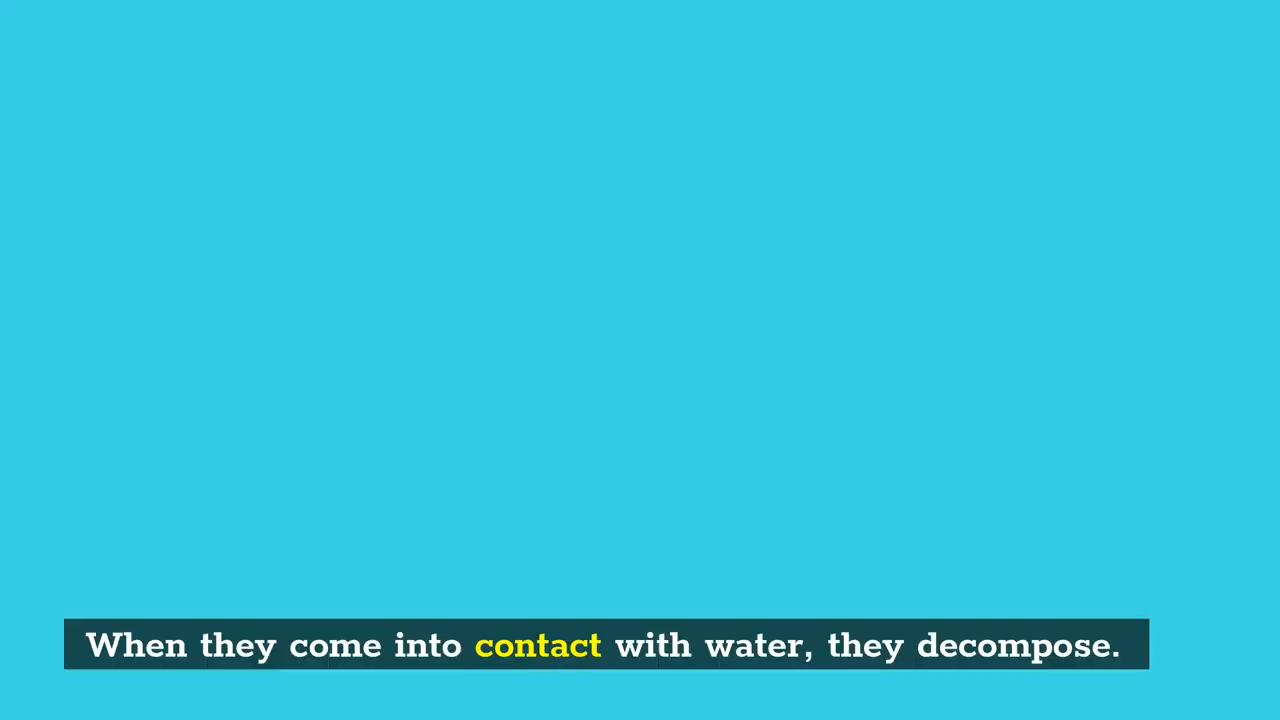 When they come into contact with water, they decompose.